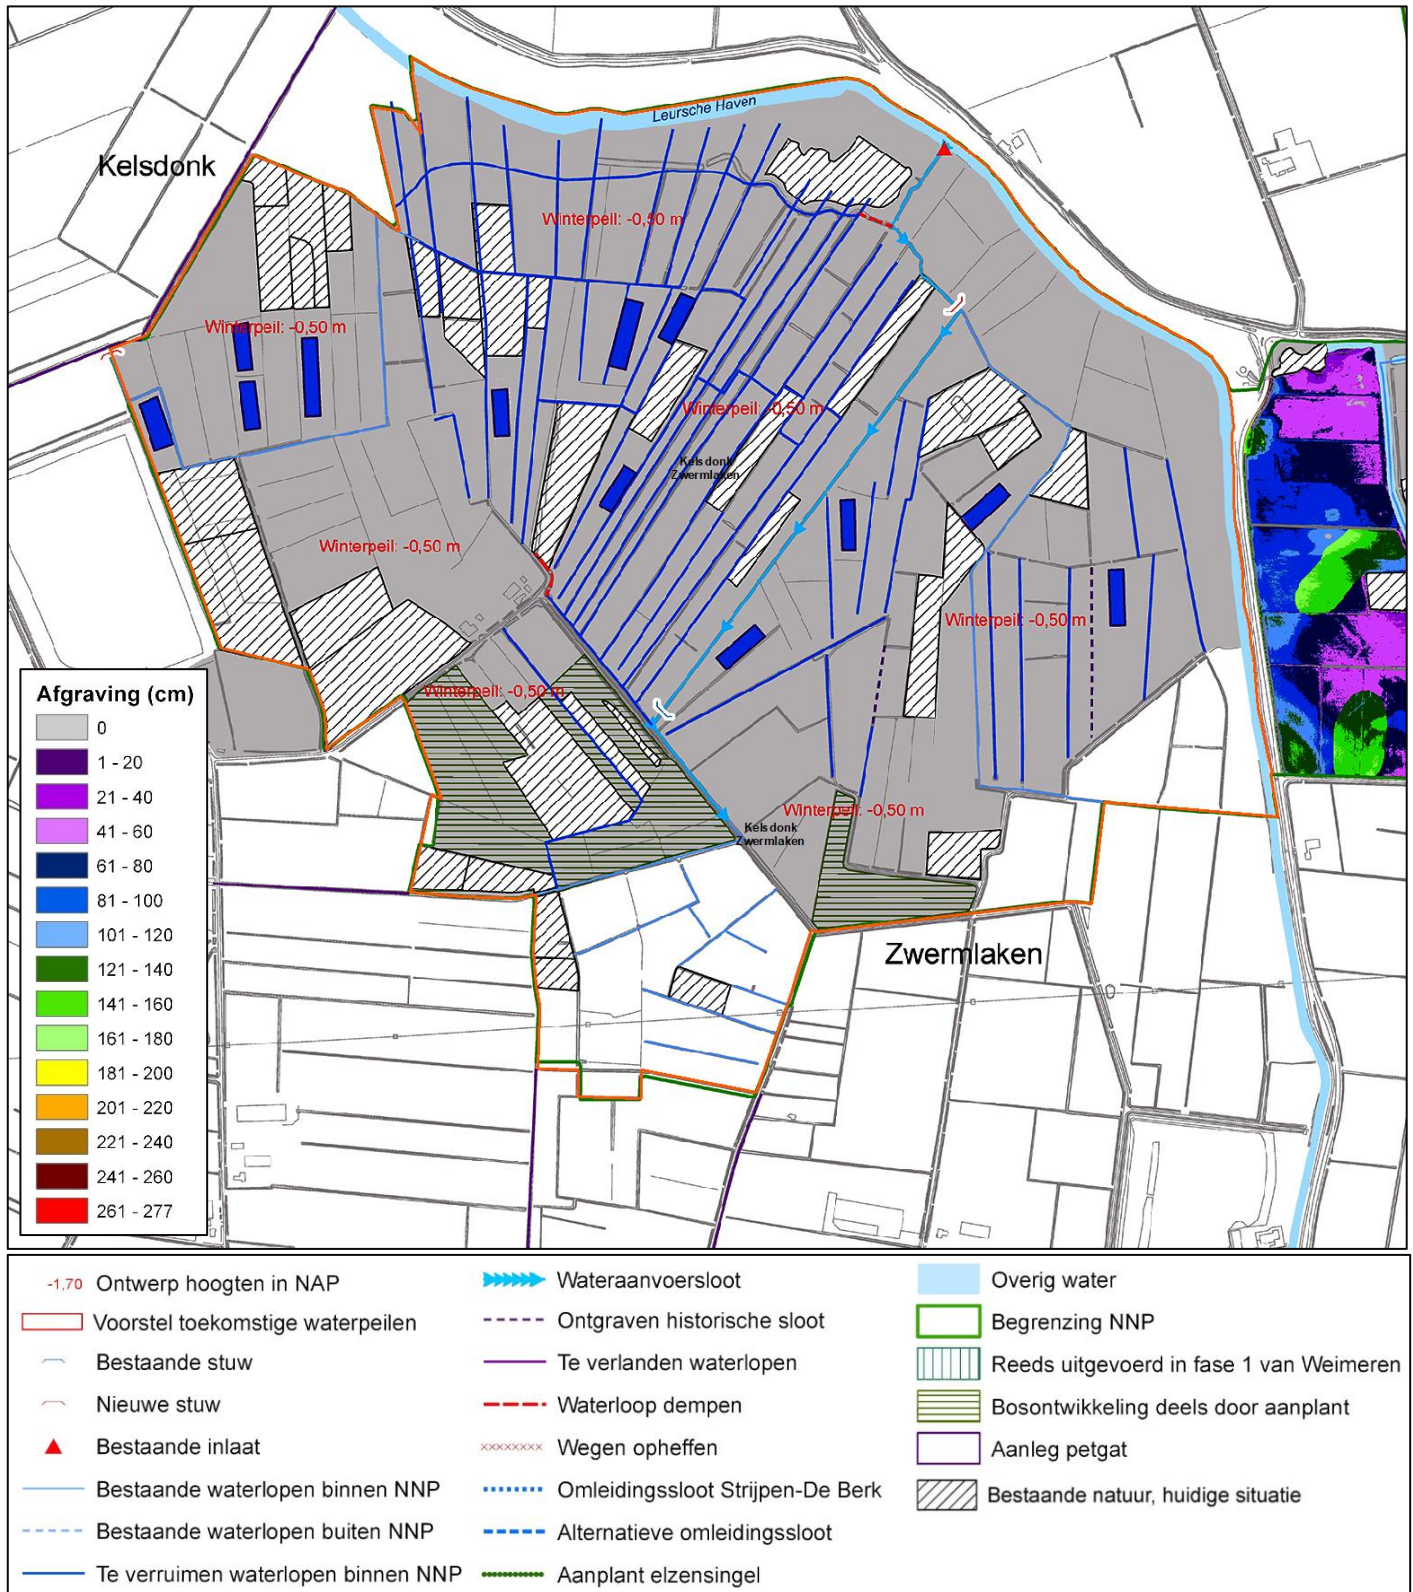 Leursche Haven
Kelsdonk
Winterpeil: -0,50 m
Winterpeil: -0,50 m
Winterpeil: -0,50 m
Kelsdonk
Zwermlaken
Winterpeil: -0,50 m
Winterpeil: -0,50 m
Winterpeil: -0,50 m
Winterpeil: -0,50 m
Kelsdonk
Zwermlaken
Zwermlaken
Afgraving (cm)
0
1 - 20
21 - 40
41 - 60
61 - 80
81 - 100
101 - 120
121 - 140
141 - 160
161 - 180
181 - 200
201 - 220
221 - 240
241 - 260
261 - 277
-1,70 Ontwerp hoogten in NAP
Voorstel toekomstige waterpeilen
Bestaande stuw
Nieuwe stuw
Bestaande inlaat
Bestaande waterlopen binnen NNP
Bestaande waterlopen buiten NNP
Te verruimen waterlopen binnen NNP
Wateraanvoersloot
Ontgraven historische sloot
Te verlanden waterlopen
Waterloop dempen
Wegen opheffen
Omleidingssloot Strijpen-De Berk
Alternatieve omleidingssloot
Aanplant elzensingel
Overig water
Begrenzing NNP
Reeds uitgevoerd in fase 1 van Weimeren
Bosontwikkeling deels door aanplant
Aanleg petgat
Bestaande natuur, huidige situatie